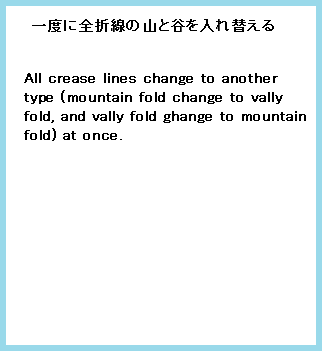 一度に全折線の山と谷を入れ替える
All crease lines change to another
type (mountain fold change to vally
fold, and vally fold ghange to mountain
fold) at once.